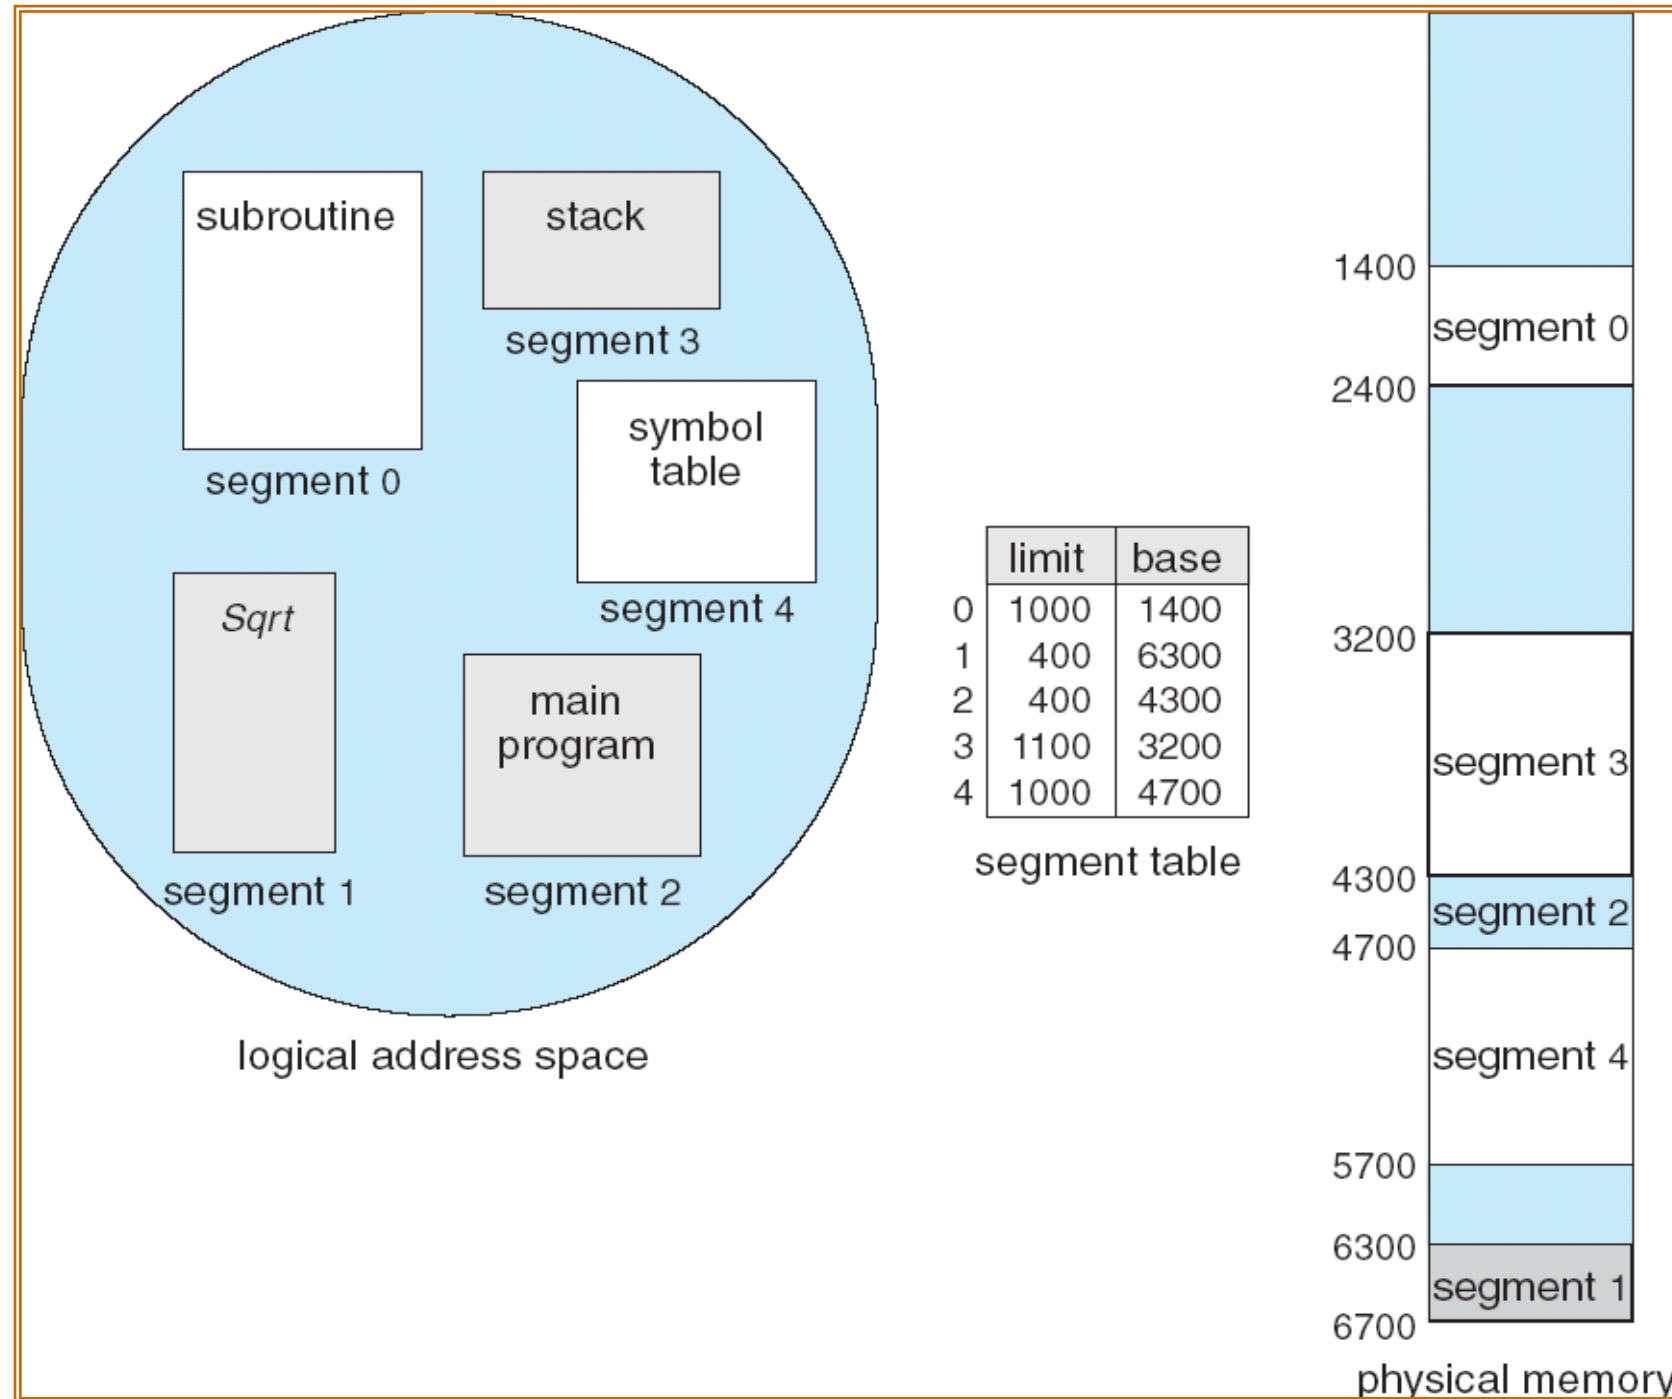 subroutine
segment 0
stack
segment 3
symbol
table
segment 4
Sqrt
segment 1
main
program
segment 2
logical address space
limit base
0 1000 1400
1 400 6300
2 400 4300
3 1100 3200
4 1000 4700
segment table
1400
segment 0
2400
3200
segment 3
4300
segment 2
4700
segment 4
5700
6300
segment 1
6700
physical memory